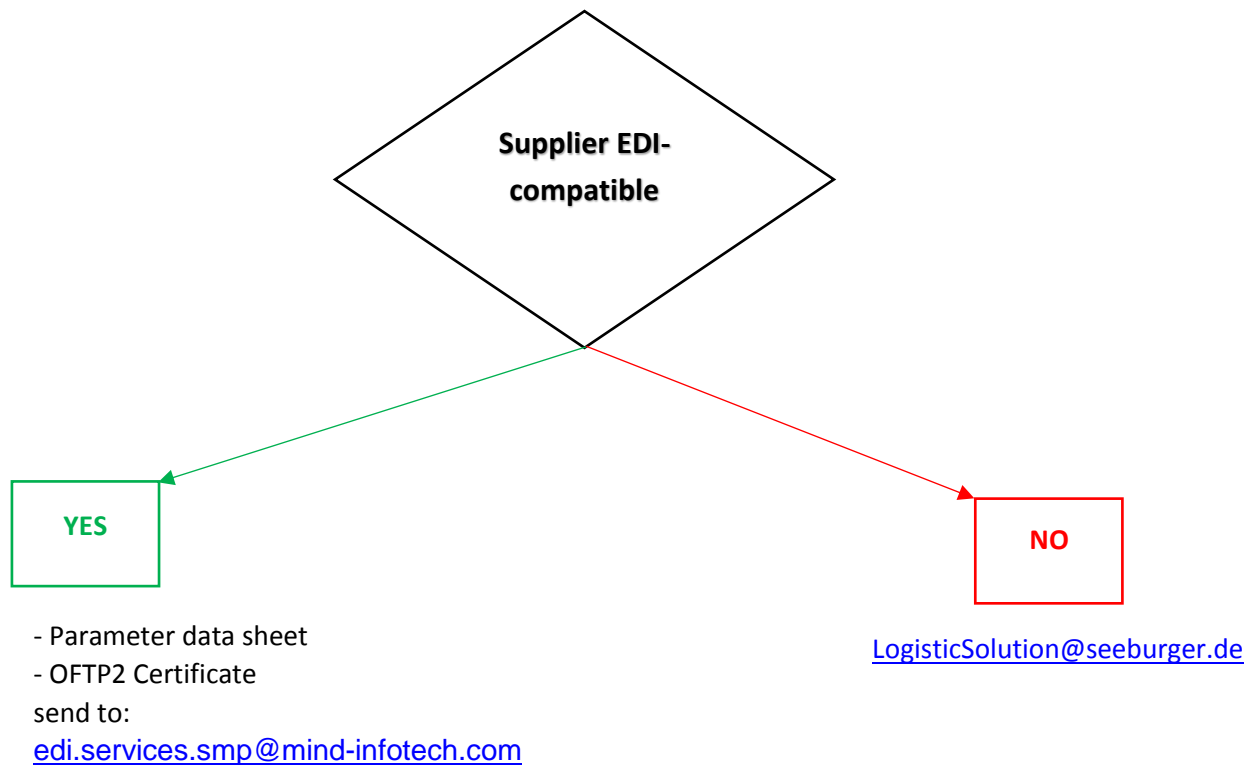 Supplier EDI-
compatible
YES
NO
- Parameter data sheet
- OFTP2 Certificate
send to:
edi.services.smp@mind-infotech.com
LogisticSolution@seeburger.de